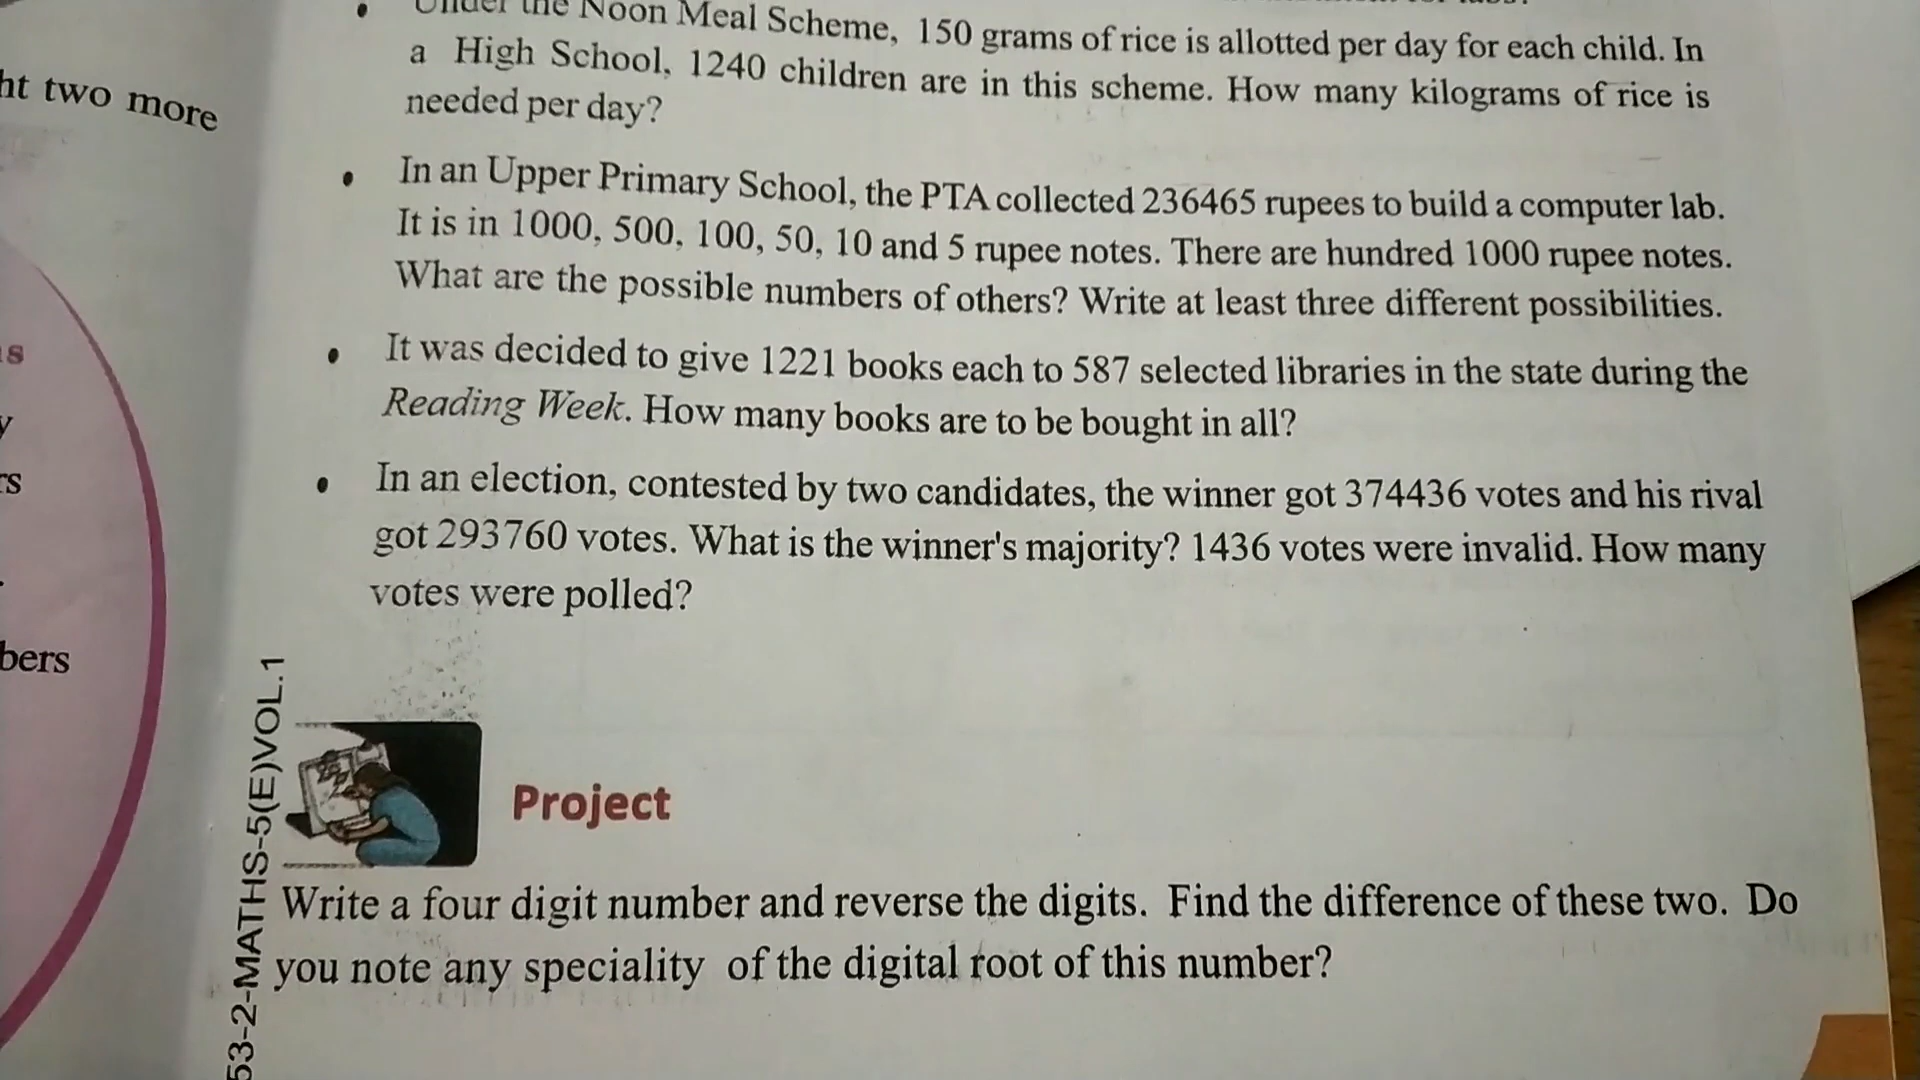 Under the Noon Meal Scheme, 150 grams of rice is allotted per day for each child. In
a High School, 1240 children are in this scheme. How many kilograms of rice is
needed per day?
In an Upper Primary School, the PTA collected 236465 rupees to build a computer lab.
It is in 1000, 500, 100, 50, 10 and 5 rupee notes. There are hundred 1000 rupee notes.
What are the possible numbers of others? Write at least three different possibilities.
It was decided to give 1221 books each to 587 selected libraries in the state during the
Reading Week. How many books are to be bought in all?
In an election, contested by two candidates, the winner got 374436 votes and his rival
got 293760 votes. What is the winner's majority? 1436 votes were invalid. How many
votes were polled?
Project
Write a four digit number and reverse the digits. Find the difference of these two. Do
you note any speciality of the digital root of this number?
53-2-MATHS-5(E)VOL.1
two more